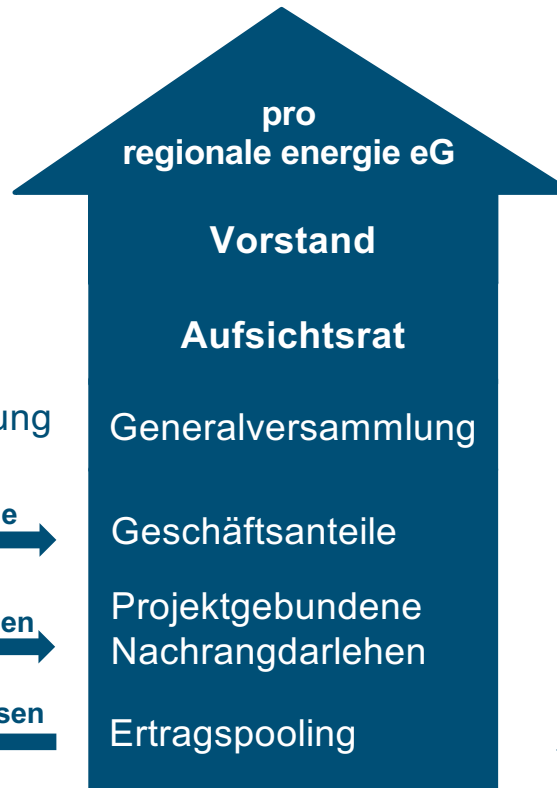 pro
regionale energie eG
Vorstand
Aufsichtsrat
Generalversammlung
Geschäftsanteile
Projektgebundene
Nachrangdarlehen
Ertragspooling